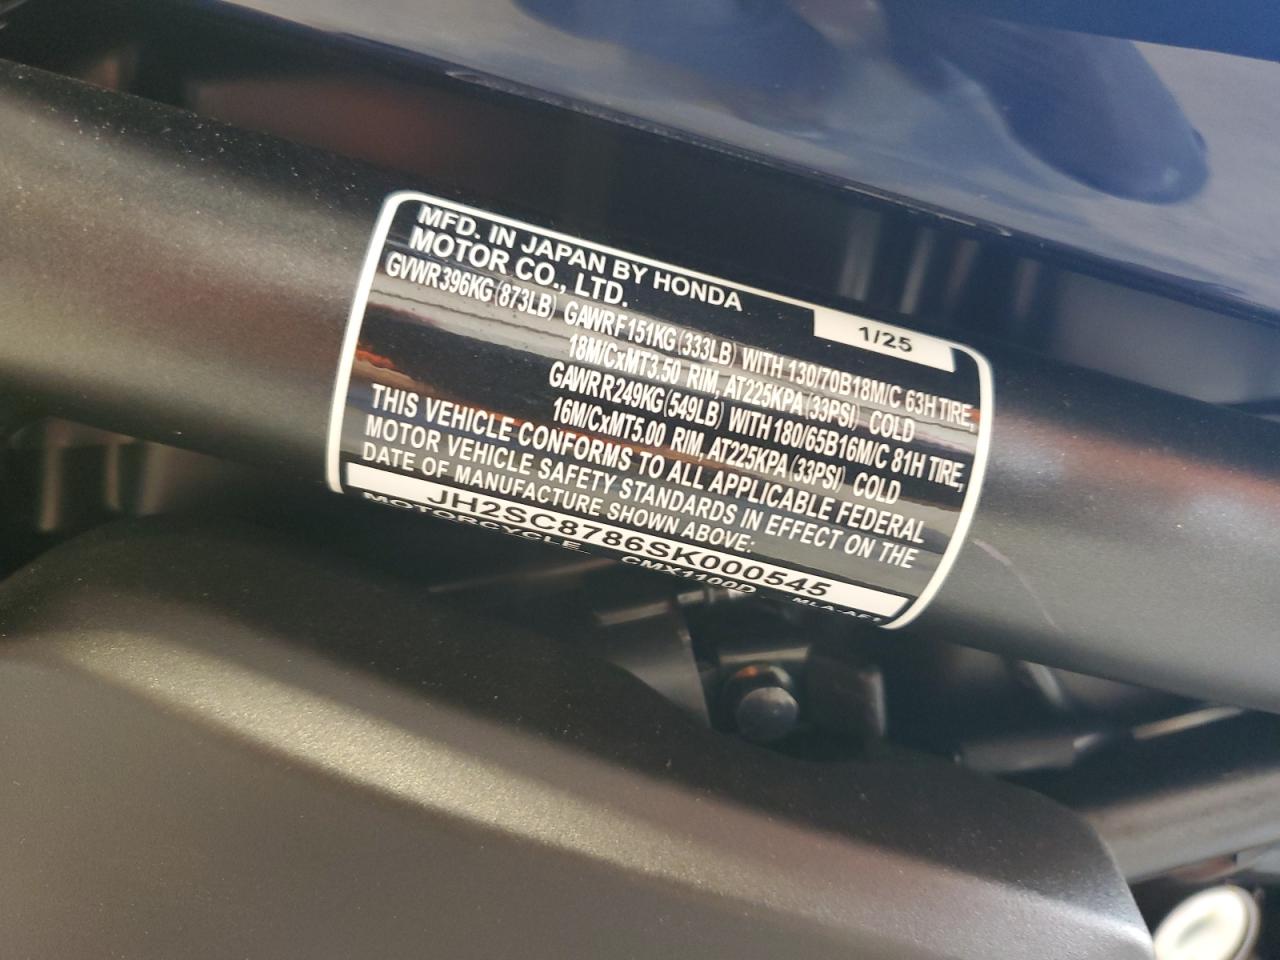 MFD. IN JAPAN BY HONDA
MOTOR CO., LTD.
1/25
GVWR396KG(873LB) GAWRF151KG(333LB) WITH 130/70B18M/C 63H TIRE,
18M/CxMT3.50 RIM, AT225KPA(33PSI) COLD
GAWRR249KG(549LB) WITH 180/65B16M/C 81H TIRE,
16M/CxMT5.00 RIM, AT225KPA(33PSI) COLD
THIS VEHICLE CONFORMS TO ALL APPLICABLE FEDERAL
MOTOR VEHICLE SAFETY STANDARDS IN EFFECT ON THE
DATE OF MANUFACTURE SHOWN ABOVE:
JH2SC8786SK000545
MOTORCYCLE CMX1100D